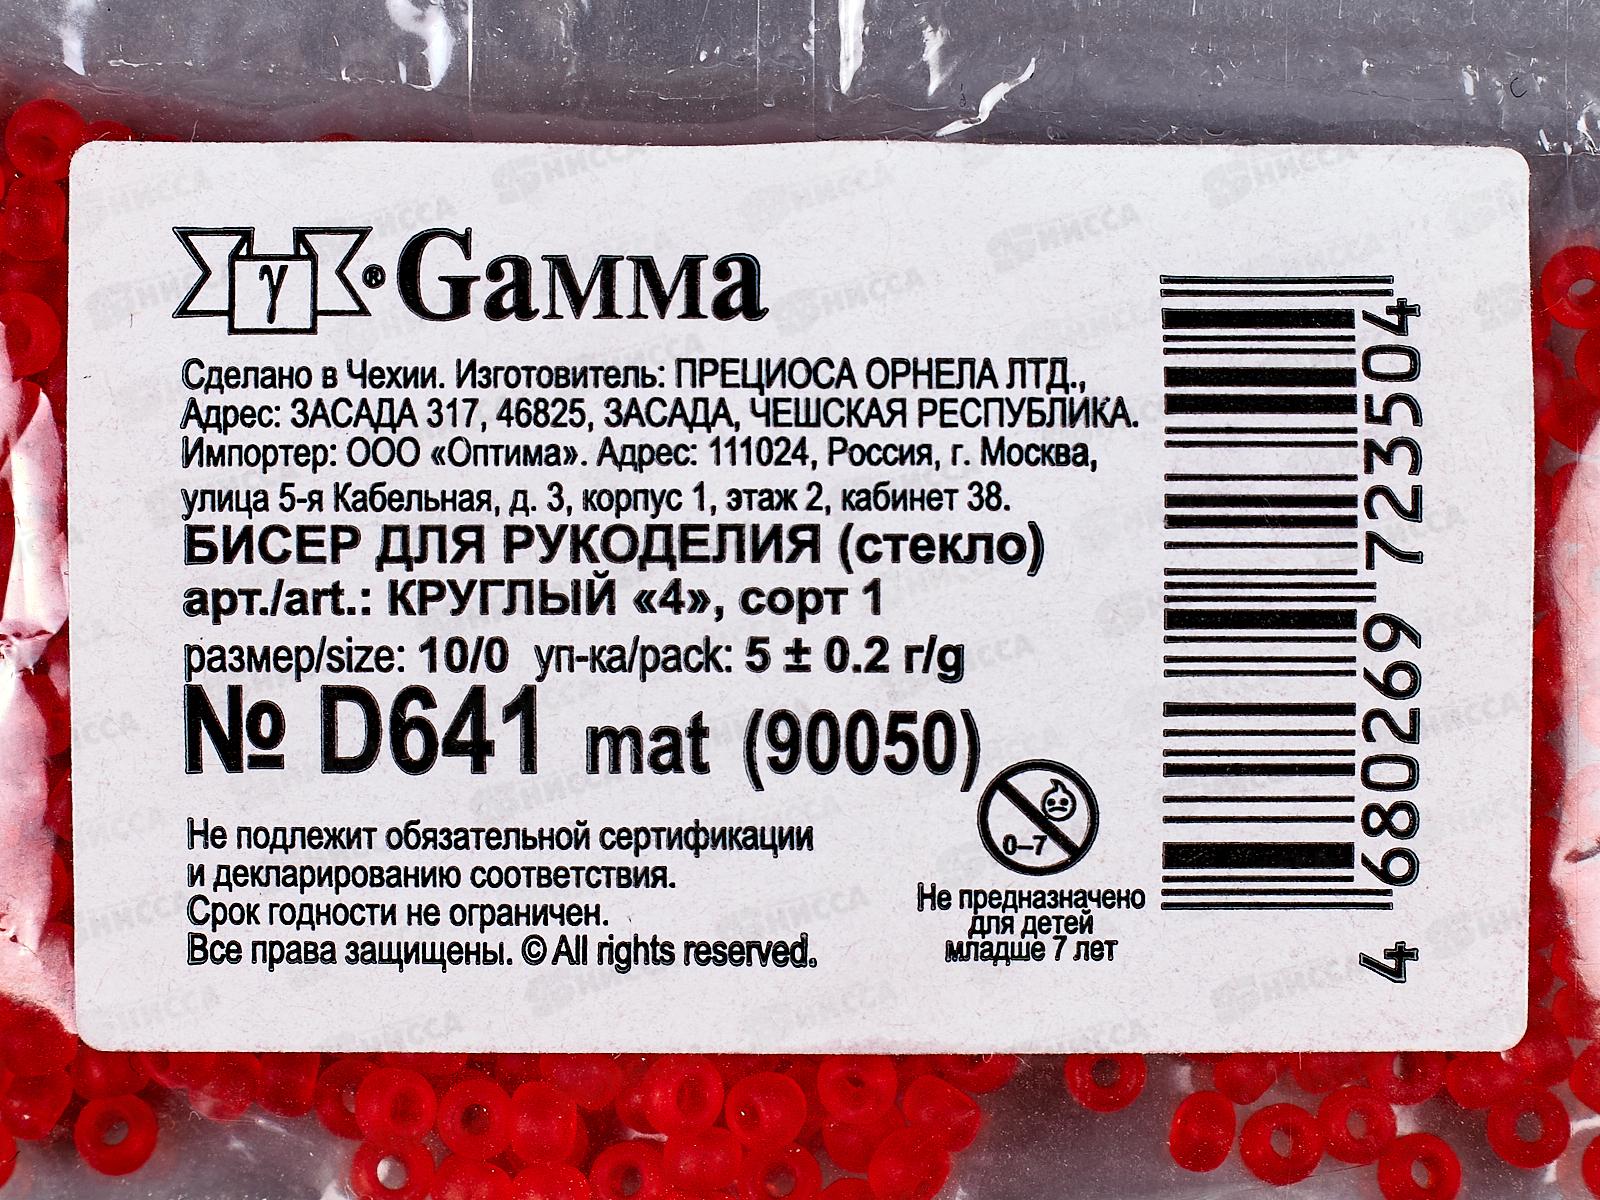 γ ® Gамма
Сделано в Чехии. Изготовитель: ПРЕЦИОСА ОРНЕЛА ЛТД.,
Адрес: ЗАСАДА 317, 46825, ЗАСАДА, ЧЕШСКАЯ РЕСПУБЛИКА.
Импортер: ООО «Оптима». Адрес: 111024, Россия, г. Москва,
улица 5-я Кабельная, д. 3, корпус 1, этаж 2, кабинет 38.
БИСЕР ДЛЯ РУКОДЕЛИЯ (стекло)
арт./art.: КРУГЛЫЙ «4», сорт 1
размер/size: 10/0 уп-ка/pack: 5 ± 0.2 г/g
№ D641 mat (90050)
Не подлежит обязательной сертификации
и декларированию соответствия.
Срок годности не ограничен.
Все права защищены. © All rights reserved.
0–7
Не предназначено
для детей
младше 7 лет
4 680269 723504
НИССА